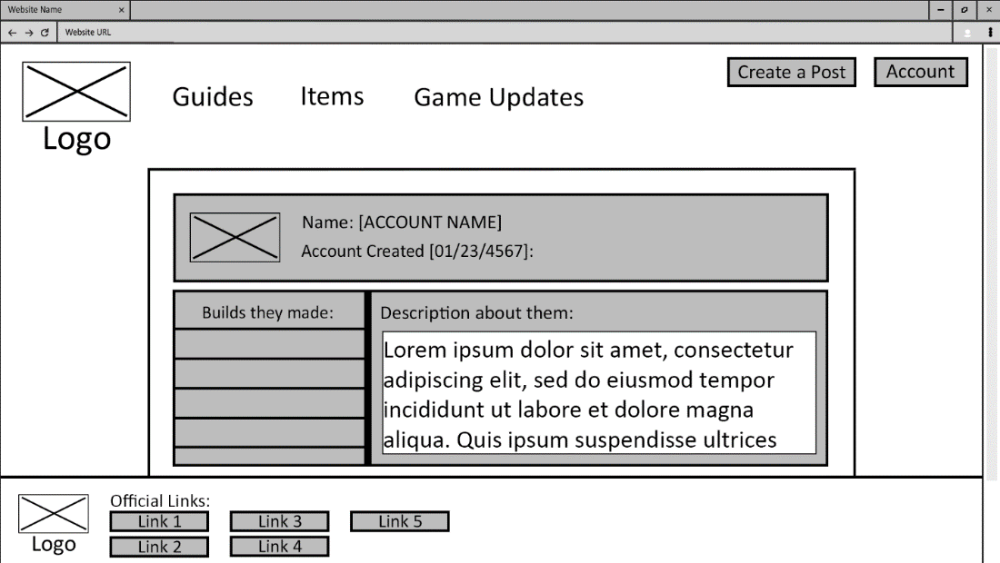 Website Name
Website URL
Create a Post
Account
Guides
Items
Game Updates
Logo
Name: [ACCOUNT NAME]
Account Created [01/23/4567]:
Builds they made:
Description about them:
Lorem ipsum dolor sit amet, consectetur
adipiscing elit, sed do eiusmod tempor
incididunt ut labore et dolore magna
aliqua. Quis ipsum suspendisse ultrices
Official Links:
Link 1
Link 3
Link 5
Link 2
Link 4
Logo